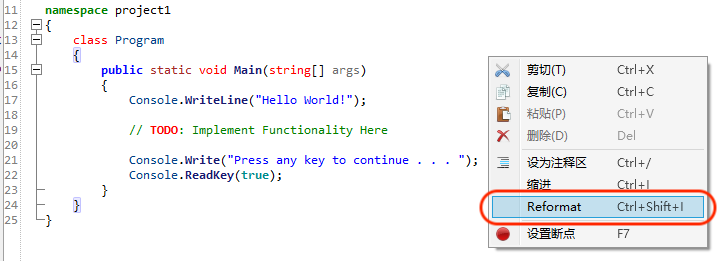 11 namespace project1
12 {
13 class Program
14 {
15 public static void Main(string[] args)
16 {
17 Console.WriteLine("Hello World!");
18
19 // TODO: Implement Functionality Here
20
21 Console.Write("Press any key to continue . . . ");
22 Console.ReadKey(true);
23 }
24 }
25 }
剪切(T) Ctrl+X
复制(C) Ctrl+C
粘贴(P) Ctrl+V
删除(D) Del
设为注释区 Ctrl+/
缩进 Ctrl+I
Reformat Ctrl+Shift+I
设置断点 F7